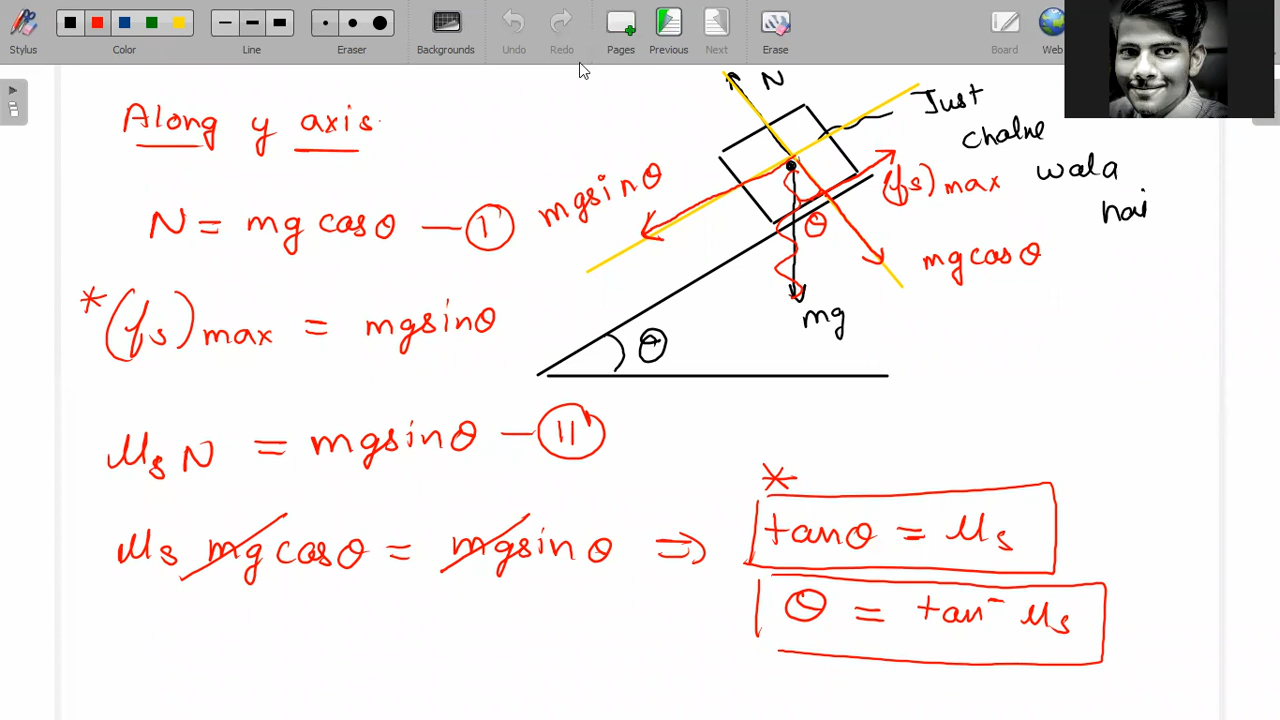 Stylus
Color
Line
Eraser
Backgrounds
Undo
Redo
Pages
Previous
Next
Erase
Board
Web
Along y axis
N = mg cosθ — I
*(fs)max = mgsinθ
μs N = mgsinθ — II
μs mg cosθ = mgsinθ ⇒
*
tanθ = μs
θ = tan⁻ μs
N
Just
chalne
wala
hai
mgsinθ
(fs)max
θ
mgcosθ
mg
θ